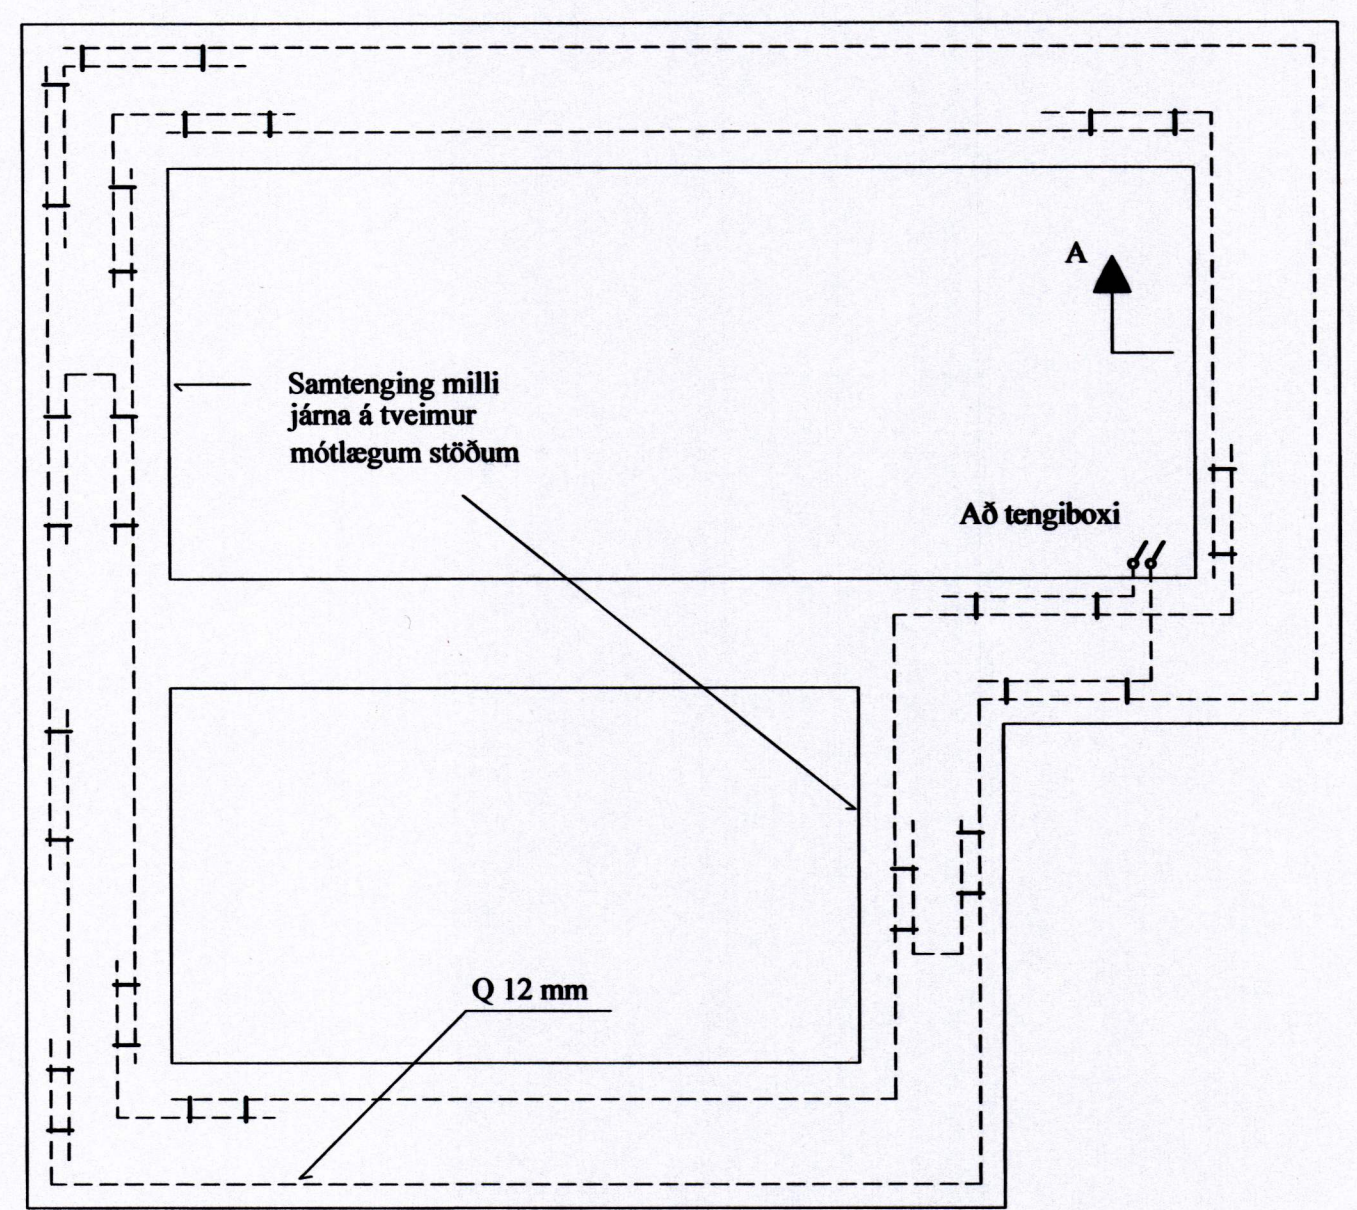 A
Samtenging milli
járna á tveimur
mótlægum stöðum
Að tengiboxi
Q 12 mm